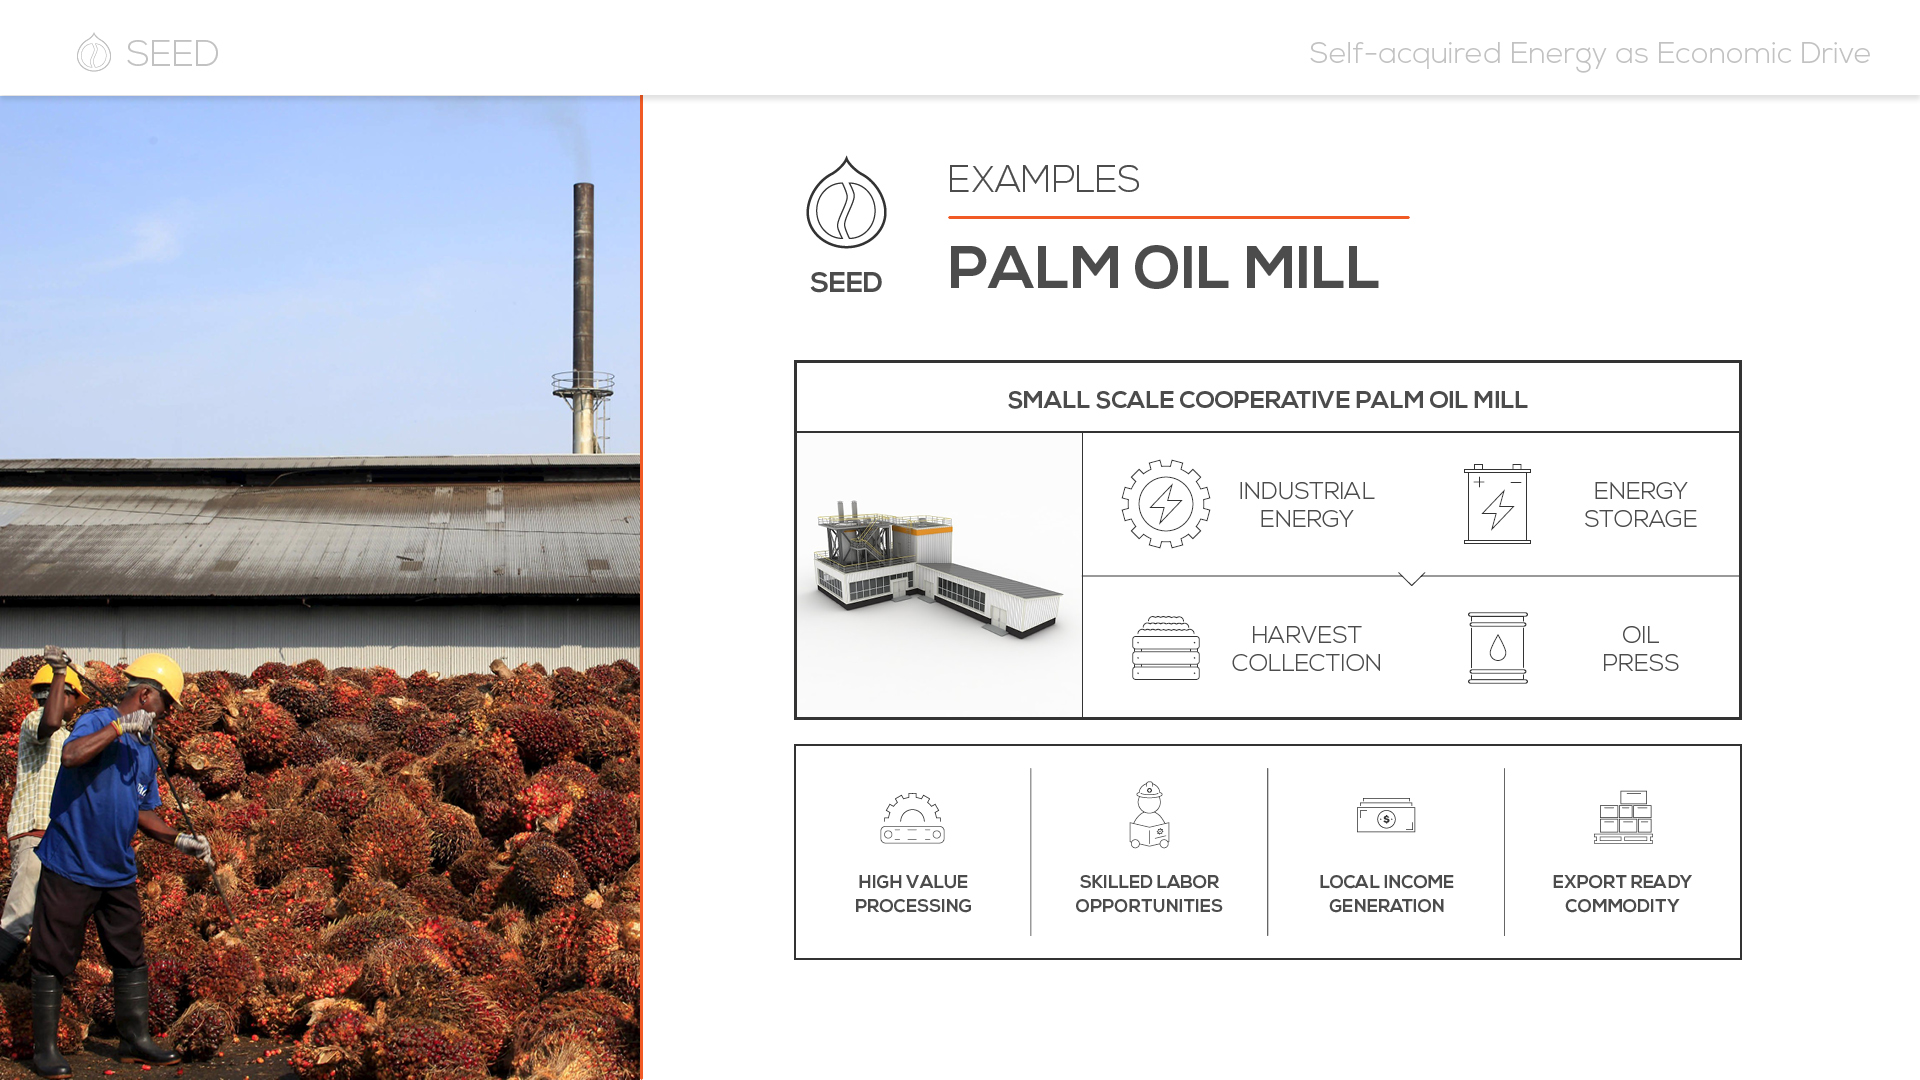 SEED
Self-acquired Energy as Economic Drive
EXAMPLES
SEED
PALM OIL MILL
SMALL SCALE COOPERATIVE PALM OIL MILL
INDUSTRIAL
ENERGY
ENERGY
STORAGE
HARVEST
COLLECTION
OIL
PRESS
HIGH VALUE
PROCESSING
SKILLED LABOR
OPPORTUNITIES
LOCAL INCOME
GENERATION
EXPORT READY
COMMODITY